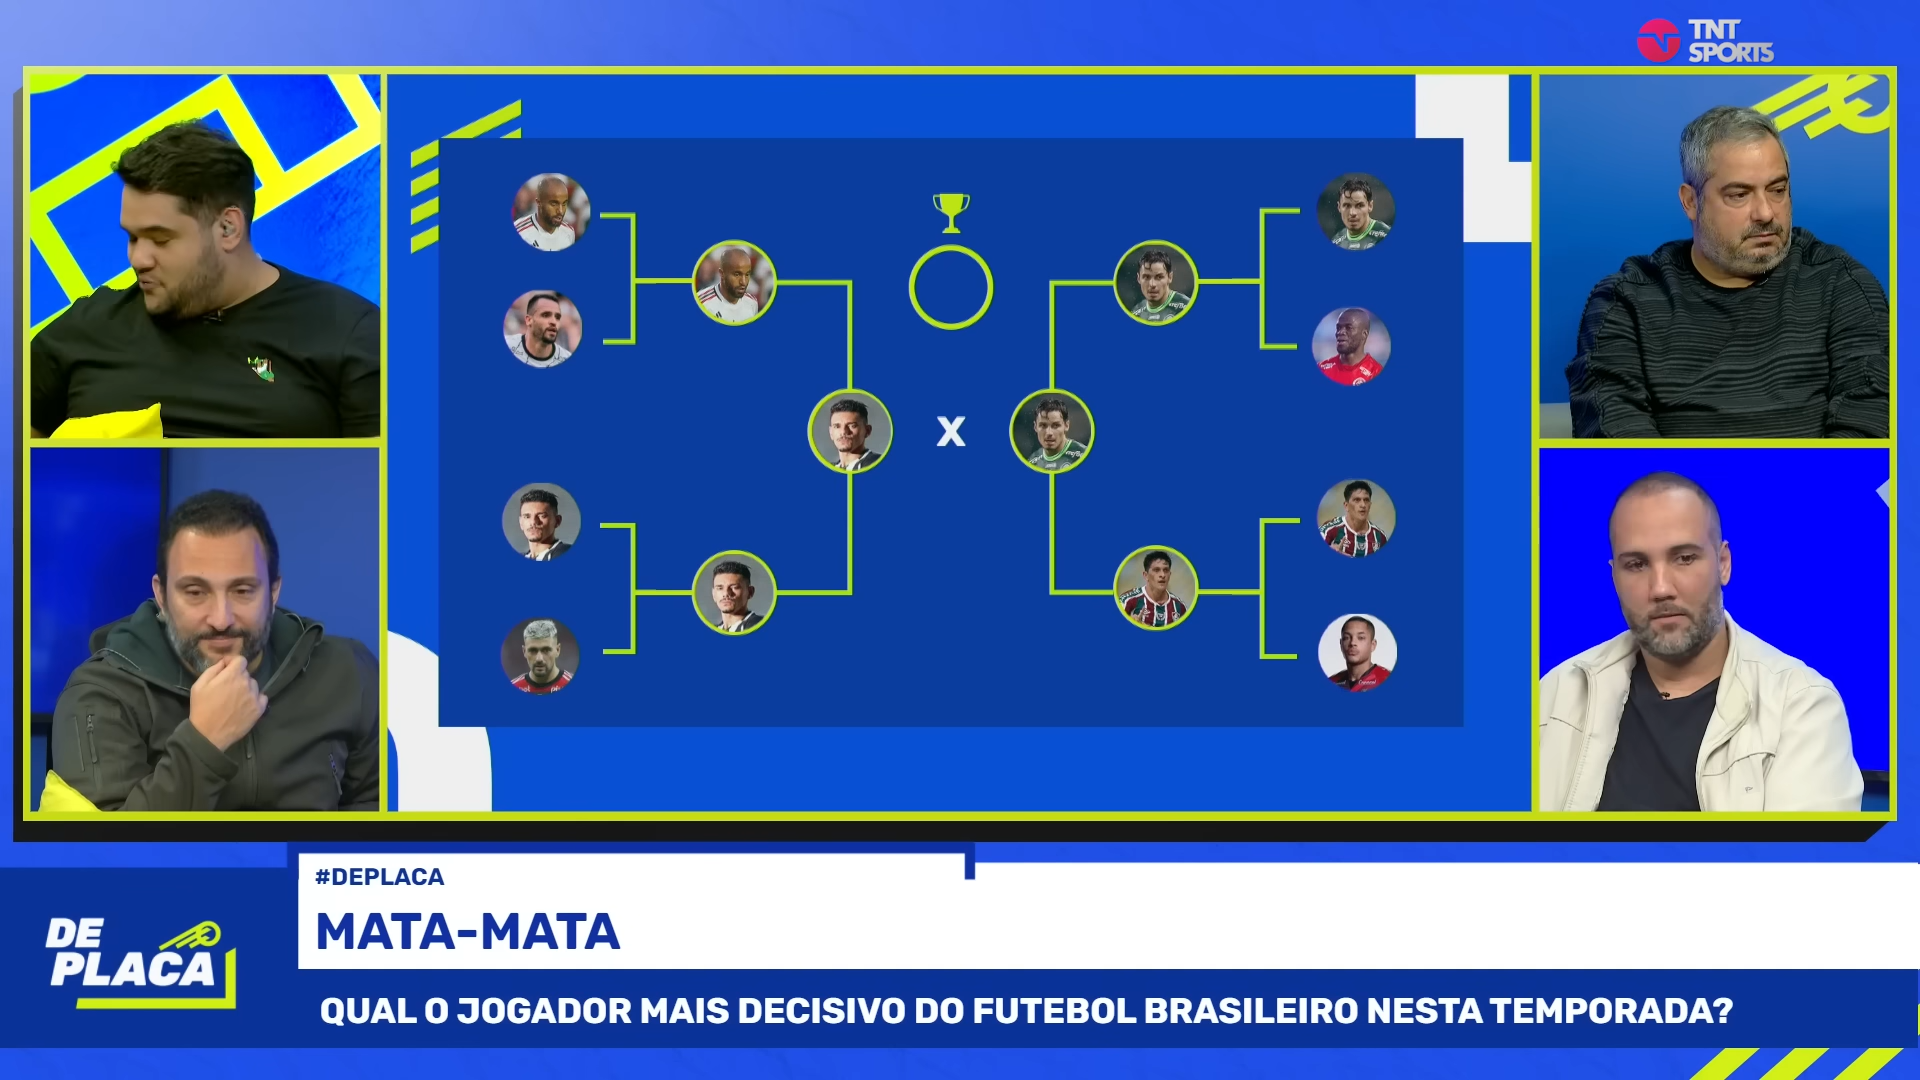 TNT
SPORTS
X
#DEPLACA
MATA-MATA
DE
PLACA
QUAL O JOGADOR MAIS DECISIVO DO FUTEBOL BRASILEIRO NESTA TEMPORADA?